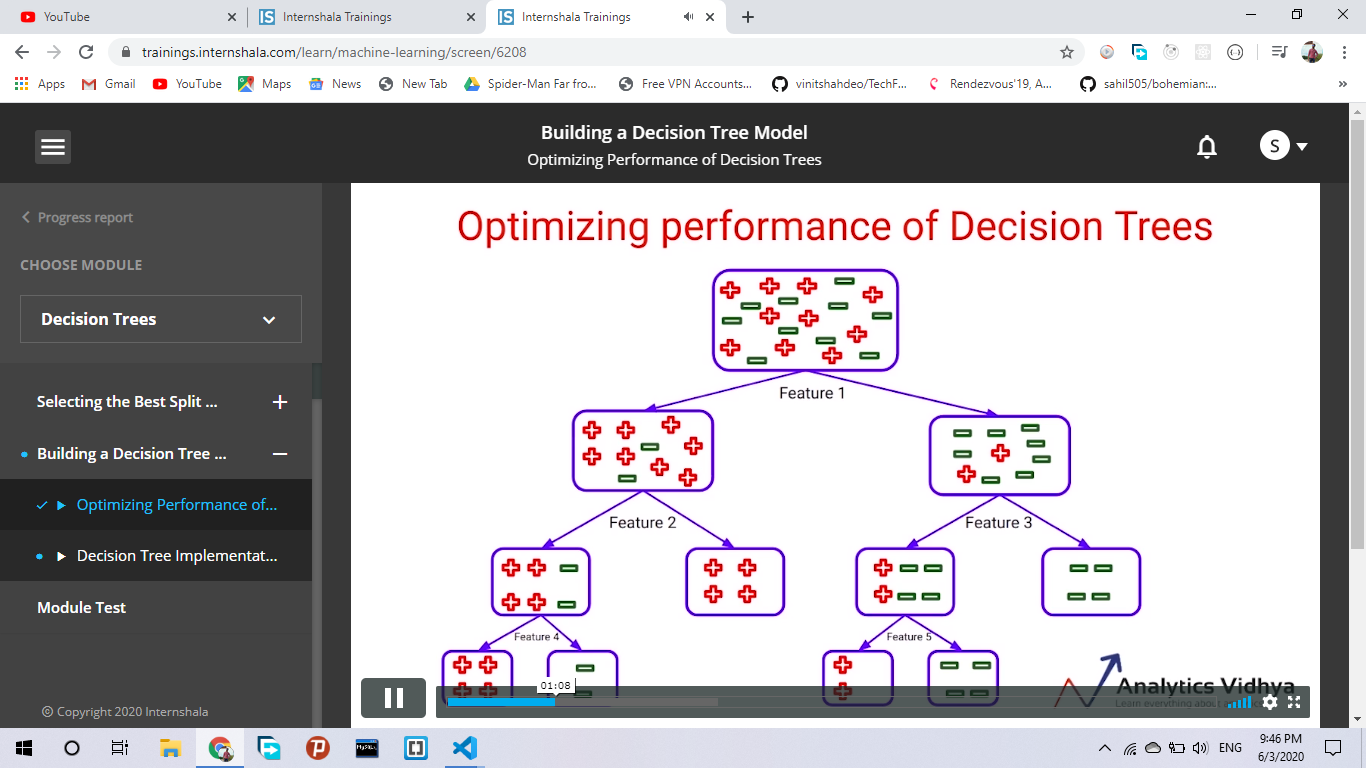 YouTube
Internshala Trainings
Internshala Trainings
trainings.internshala.com/learn/machine-learning/screen/6208
Apps
Gmail
YouTube
Maps
News
New Tab
Spider-Man Far fro...
Free VPN Accounts...
vinitshahdeo/TechF...
Rendezvous'19, A...
sahil505/bohemian:...
»
Building a Decision Tree Model
Optimizing Performance of Decision Trees
S
Progress report
CHOOSE MODULE
Decision Trees
Selecting the Best Split ...
Building a Decision Tree ...
Optimizing Performance of...
Decision Tree Implementat...
Module Test
© Copyright 2020 Internshala
Optimizing performance of Decision Trees
Feature 1
Feature 2
Feature 3
Feature 4
Feature 5
01:08
Analytics Vidhya
Learn everything about
MySQL
ENG
9:46 PM
6/3/2020